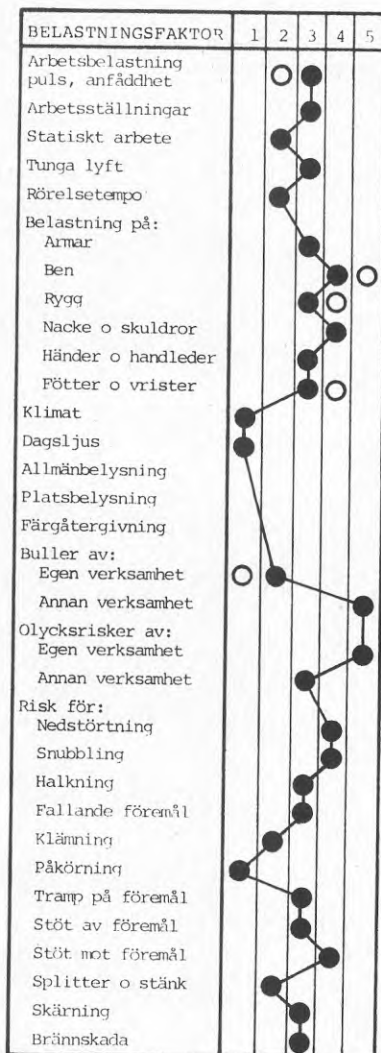 BELASTNINGSFAKTOR 1 2 3 4 5
Arbetsbelastning
puls, anfåddhet
Arbetsställningar
Statiskt arbete
Tunga lyft
Rörelsetempo
Belastning på:
Armar
Ben
Rygg
Nacke o skuldror
Händer o handleder
Fötter o vrister
Klimat
Dagsljus
Allmänbelysning
Platsbelysning
Färgåtergivning
Buller av:
Egen verksamhet
Annan verksamhet
Olycksrisker av:
Egen verksamhet
Annan verksamhet
Risk för:
Nedstörtning
Snubbling
Halkning
Fallande föremål
Klämning
Påkörning
Tramp på föremål
Stöt av föremål
Stöt mot föremål
Splitter o stänk
Skärning
Brännskada